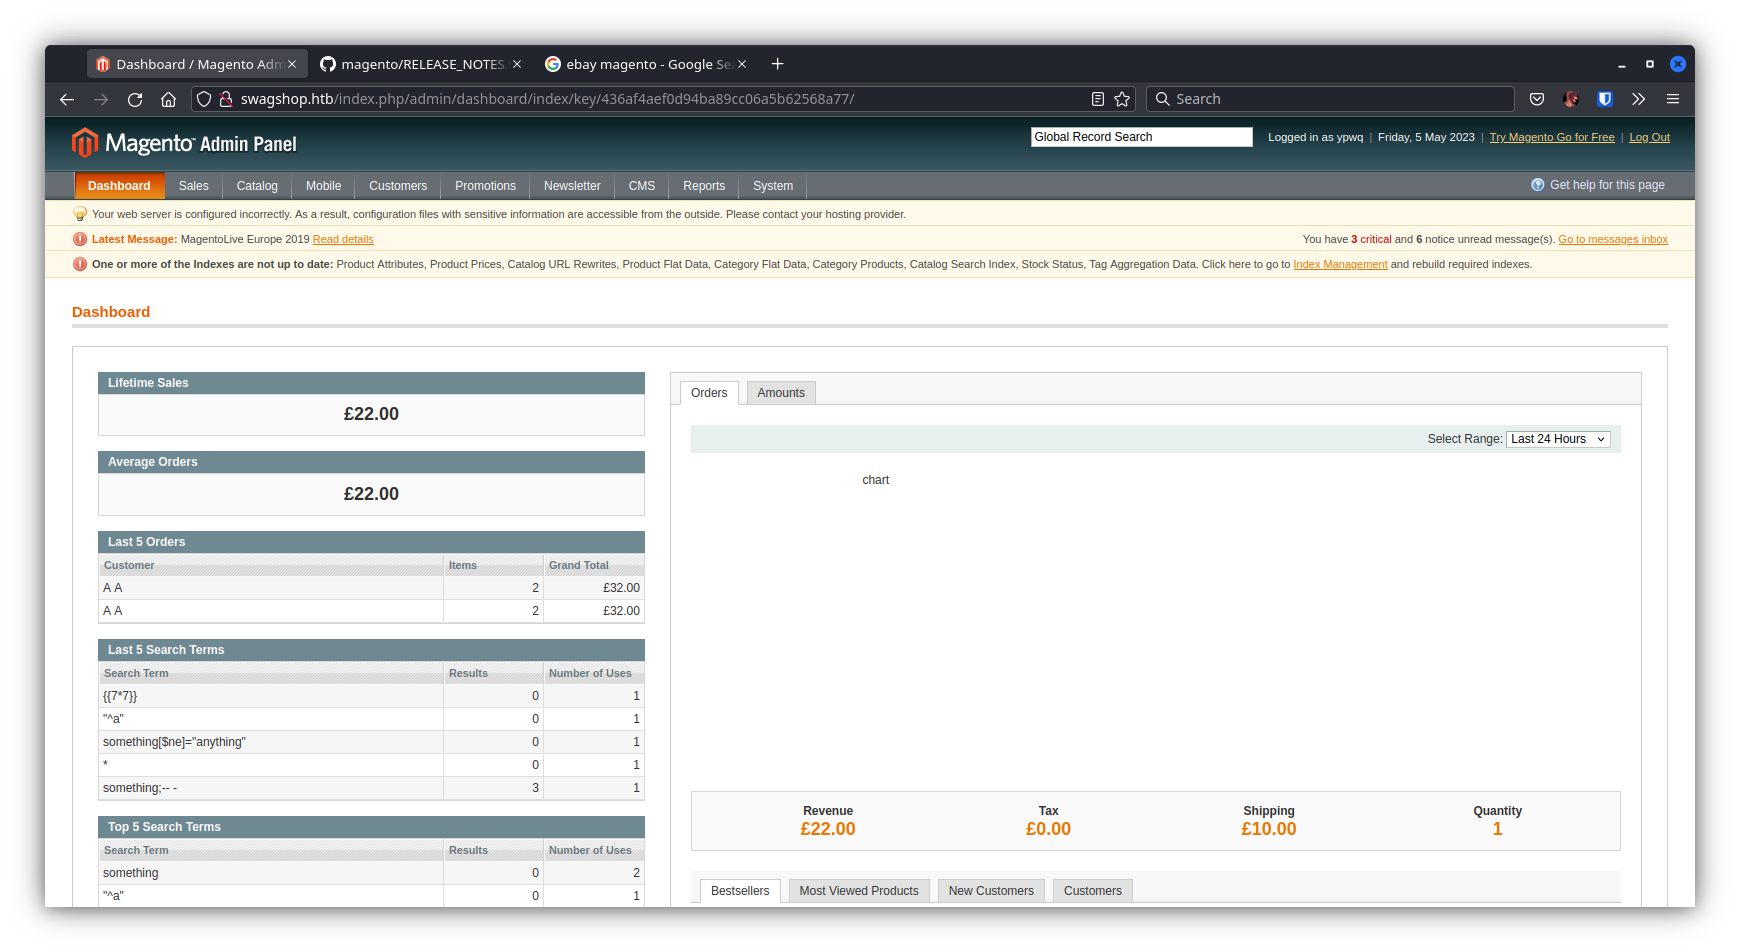 Dashboard / Magento Adm
magento/RELEASE_NOTES.
ebay magento - Google Se
swagshop.htb/index.php/admin/dashboard/index/key/436af4aef0d94ba89cc06a5b62568a77/
Search
Magento™ Admin Panel
Global Record Search
Logged in as ypwq | Friday, 5 May 2023 | Try Magento Go for Free | Log Out
Dashboard Sales Catalog Mobile Customers Promotions Newsletter CMS Reports System
Get help for this page
Your web server is configured incorrectly. As a result, configuration files with sensitive information are accessible from the outside. Please contact your hosting provider.
Latest Message: MagentoLive Europe 2019 Read details
You have 3 critical and 6 notice unread message(s). Go to messages inbox
One or more of the Indexes are not up to date: Product Attributes, Product Prices, Catalog URL Rewrites, Product Flat Data, Category Flat Data, Category Products, Catalog Search Index, Stock Status, Tag Aggregation Data. Click here to go to Index Management and rebuild required indexes.
Dashboard
Lifetime Sales
£22.00
Average Orders
£22.00
Last 5 Orders
Customer Items Grand Total
A A 2 £32.00
A A 2 £32.00
Last 5 Search Terms
Search Term Results Number of Uses
{{7*7}} 0 1
"^a" 0 1
something[$ne]="anything" 0 1
* 0 1
something;-- - 3 1
Top 5 Search Terms
Search Term Results Number of Uses
something 0 2
"^a" 0 1
Orders Amounts
Select Range: Last 24 Hours
chart
Revenue Tax Shipping Quantity
£22.00 £0.00 £10.00 1
Bestsellers Most Viewed Products New Customers Customers